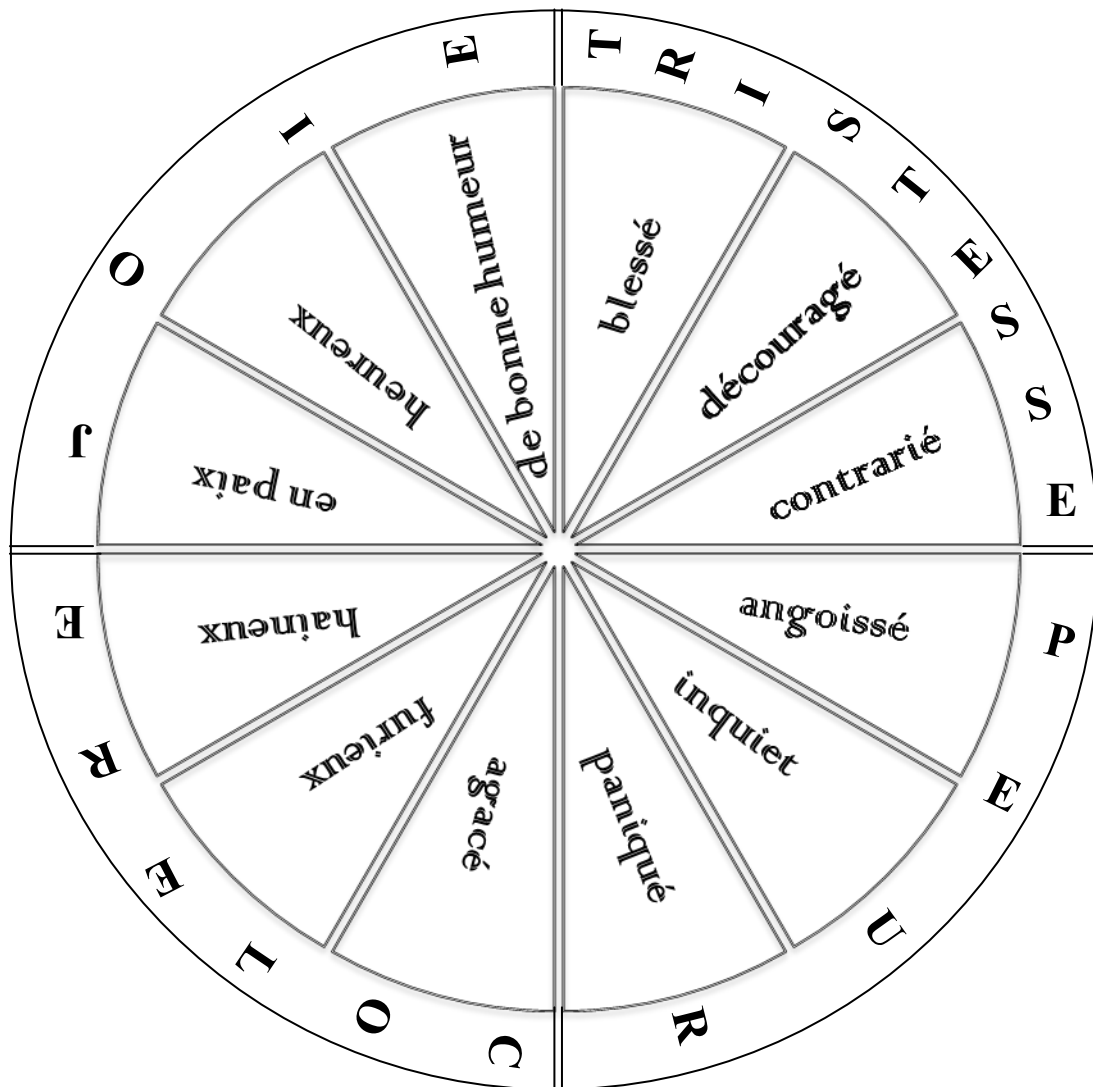 TRISTESSE
blessé
découragé
contrarié
PEUR
angoissé
inquiet
paniqué
COLERE
agacé
furieux
haineux
JOIE
en paix
heureux
de bonne humeur